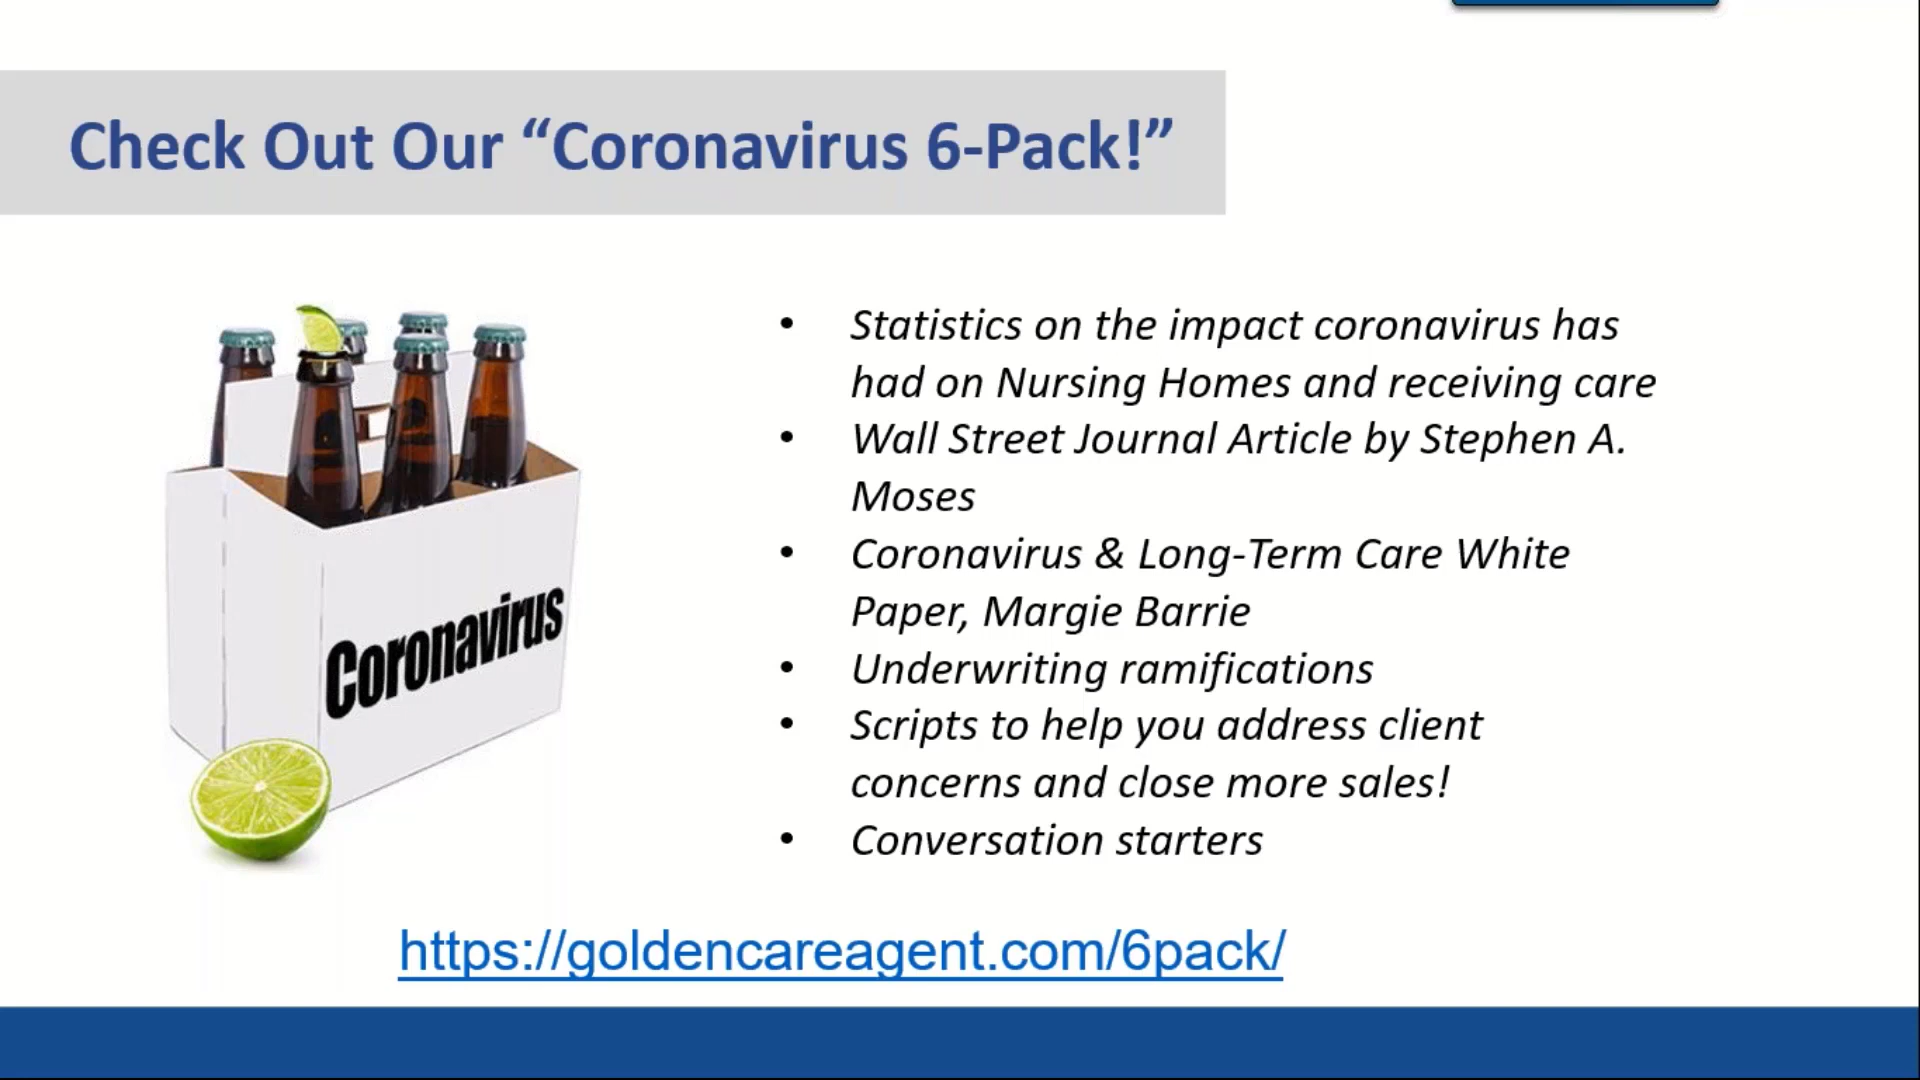 Check Out Our “Coronavirus 6-Pack!”
Coronavirus
• Statistics on the impact coronavirus has
had on Nursing Homes and receiving care
• Wall Street Journal Article by Stephen A.
Moses
• Coronavirus & Long-Term Care White
Paper, Margie Barrie
• Underwriting ramifications
• Scripts to help you address client
concerns and close more sales!
• Conversation starters
https://goldencareagent.com/6pack/